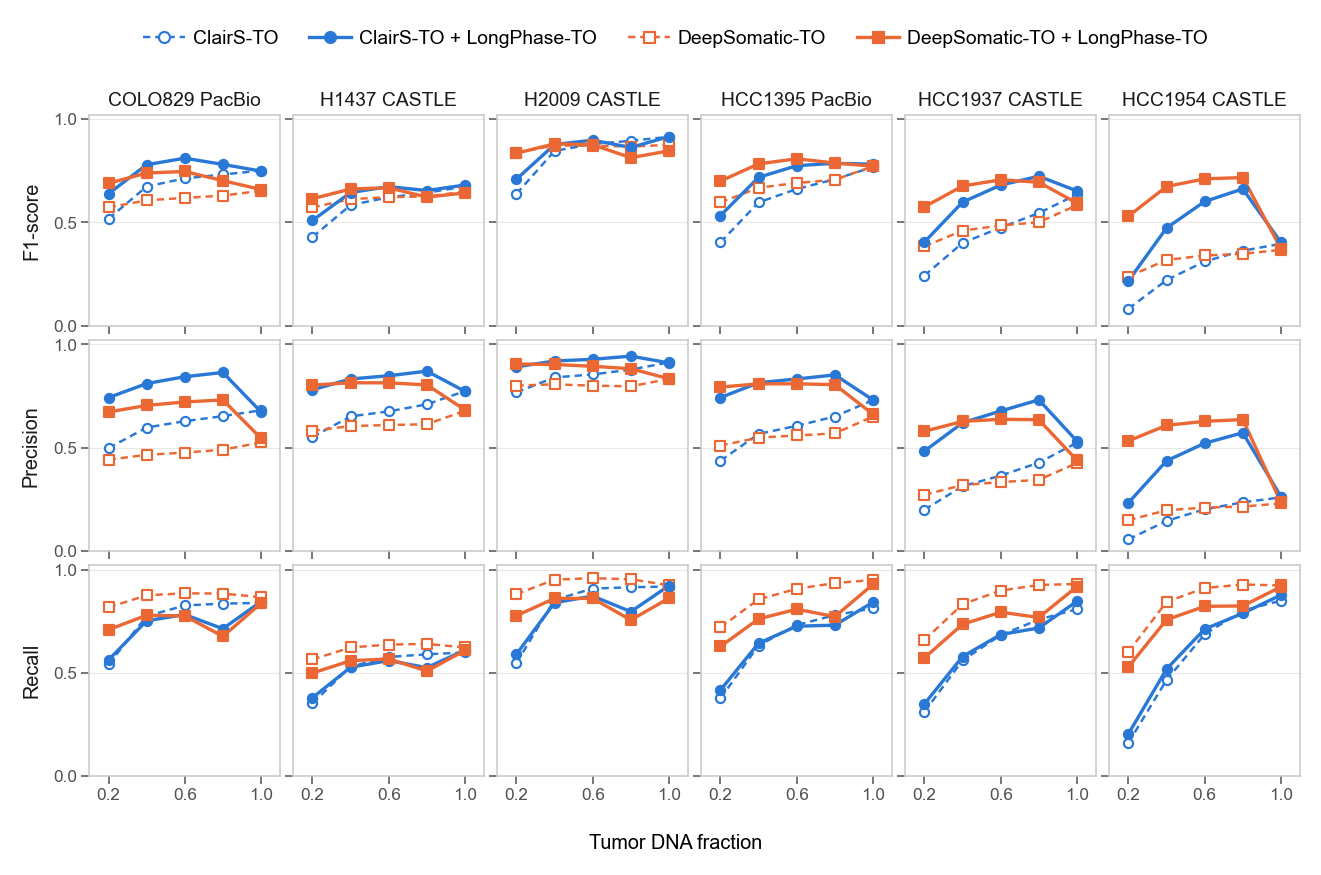 ClairS-TO ClairS-TO + LongPhase-TO DeepSomatic-TO DeepSomatic-TO + LongPhase-TO
COLO829 PacBio H1437 CASTLE H2009 CASTLE HCC1395 PacBio HCC1937 CASTLE HCC1954 CASTLE
1.0
F1-score
0.5
0.0
1.0
Precision
0.5
0.0
1.0
Recall
0.5
0.0
0.2 0.6 1.0 0.2 0.6 1.0 0.2 0.6 1.0 0.2 0.6 1.0 0.2 0.6 1.0 0.2 0.6 1.0
Tumor DNA fraction